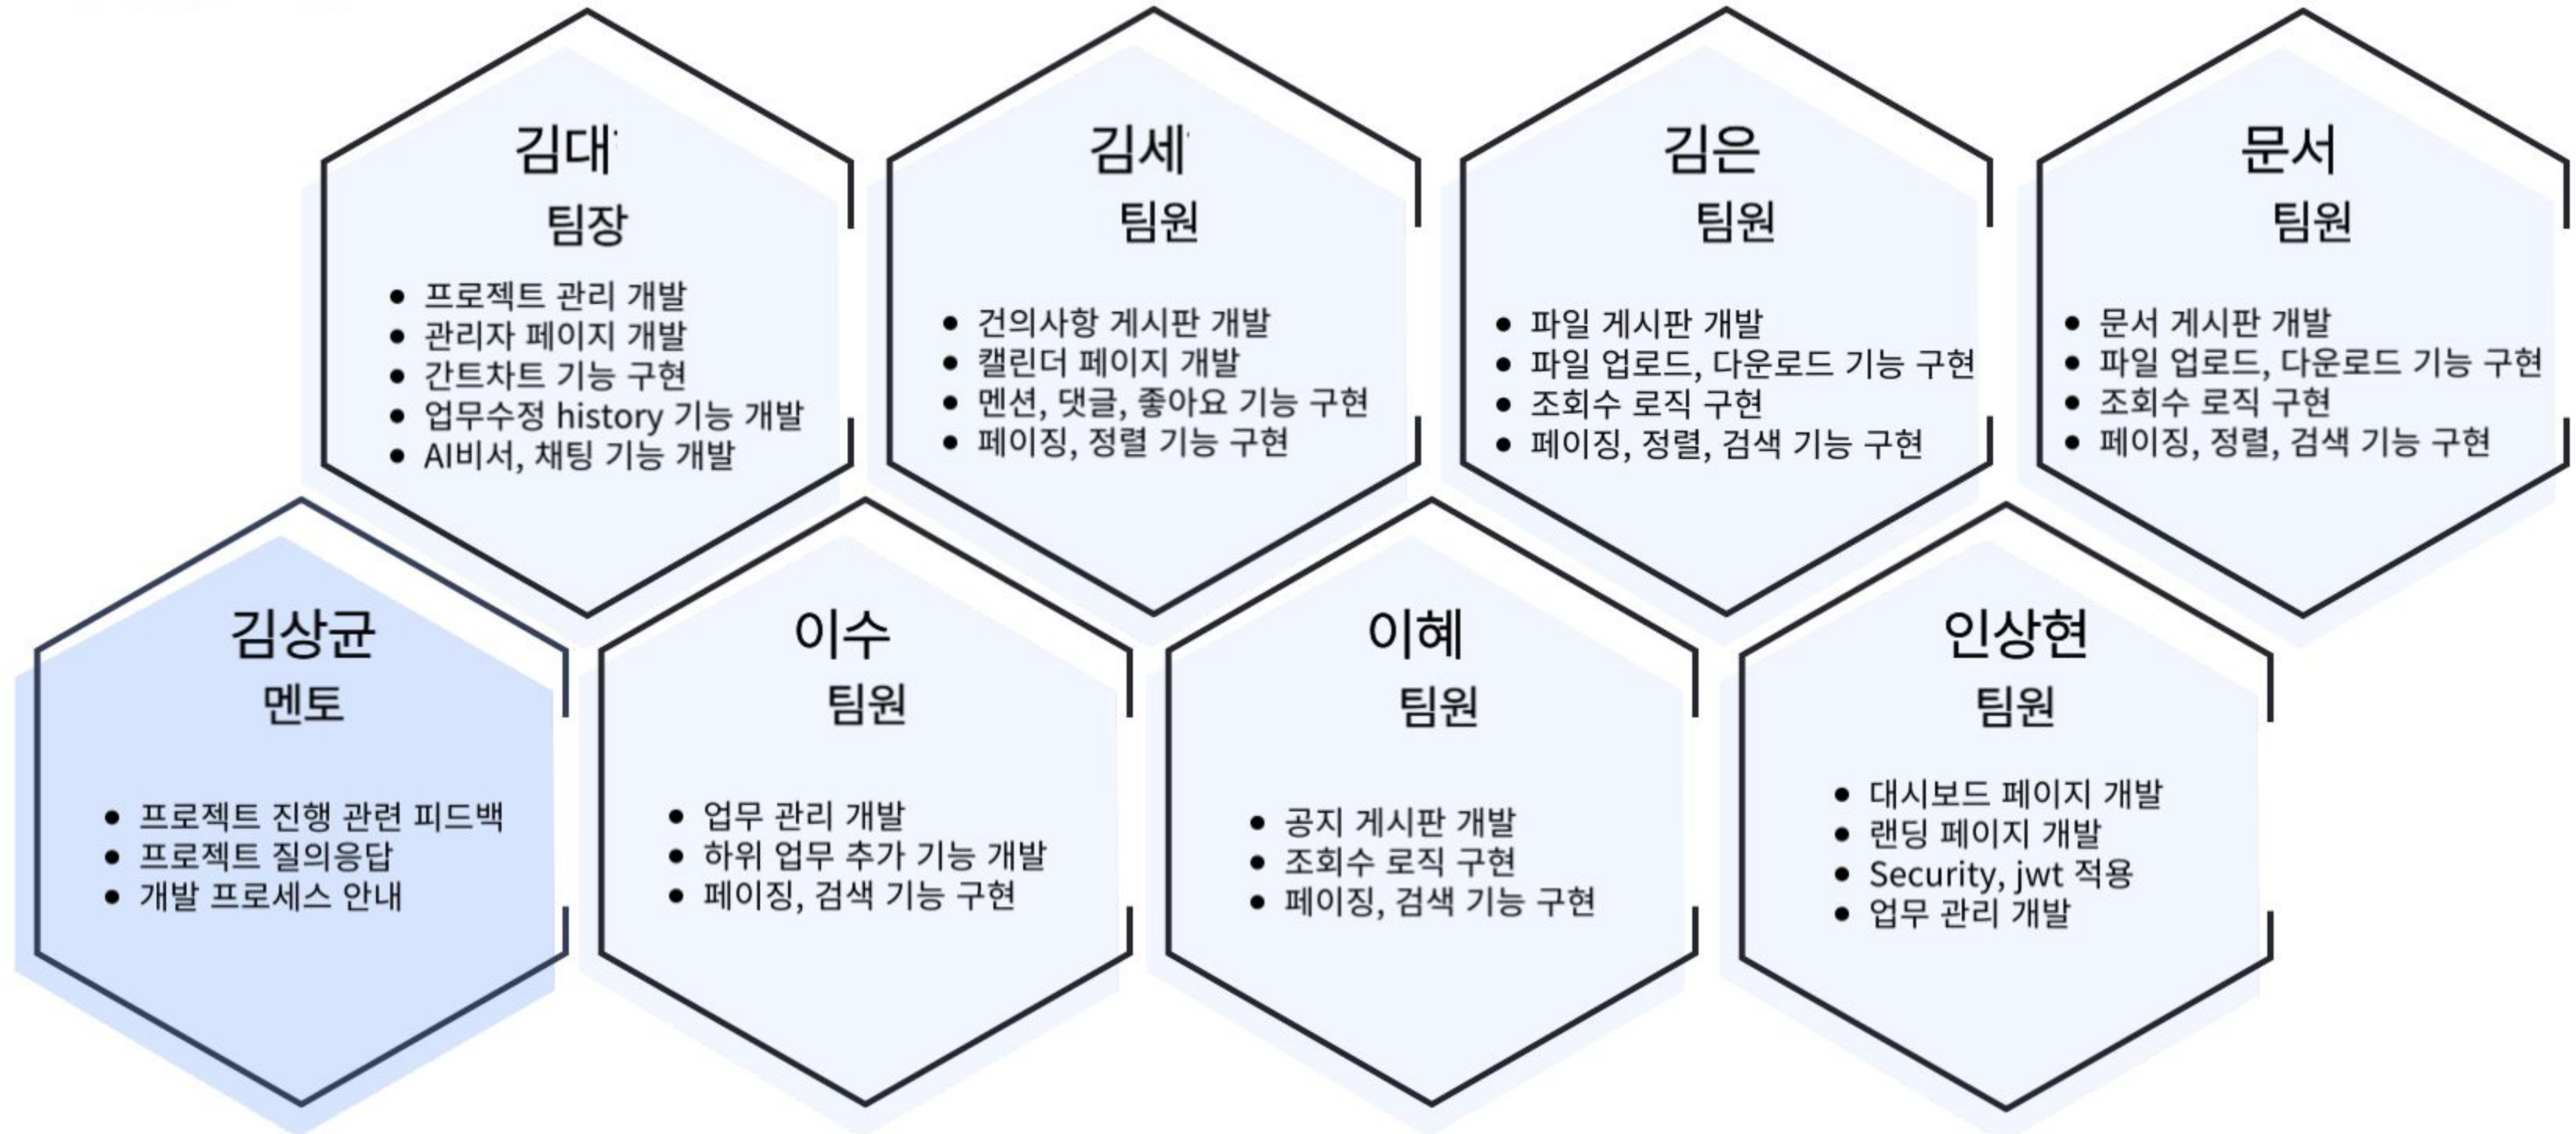 김대
팀장
프로젝트 관리 개발
관리자 페이지 개발
간트차트 기능 구현
업무수정 history 기능 개발
AI비서, 채팅 기능 개발
김세
팀원
건의사항 게시판 개발
캘린더 페이지 개발
멘션, 댓글, 좋아요 기능 구현
페이징, 정렬 기능 구현
김은
팀원
파일 게시판 개발
파일 업로드, 다운로드 기능 구현
조회수 로직 구현
페이징, 정렬, 검색 기능 구현
문서
팀원
문서 게시판 개발
파일 업로드, 다운로드 기능 구현
조회수 로직 구현
페이징, 정렬, 검색 기능 구현
김상균
멘토
프로젝트 진행 관련 피드백
프로젝트 질의응답
개발 프로세스 안내
이수
팀원
업무 관리 개발
하위 업무 추가 기능 개발
페이징, 검색 기능 구현
이혜
팀원
공지 게시판 개발
조회수 로직 구현
페이징, 검색 기능 구현
인상현
팀원
대시보드 페이지 개발
랜딩 페이지 개발
Security, jwt 적용
업무 관리 개발